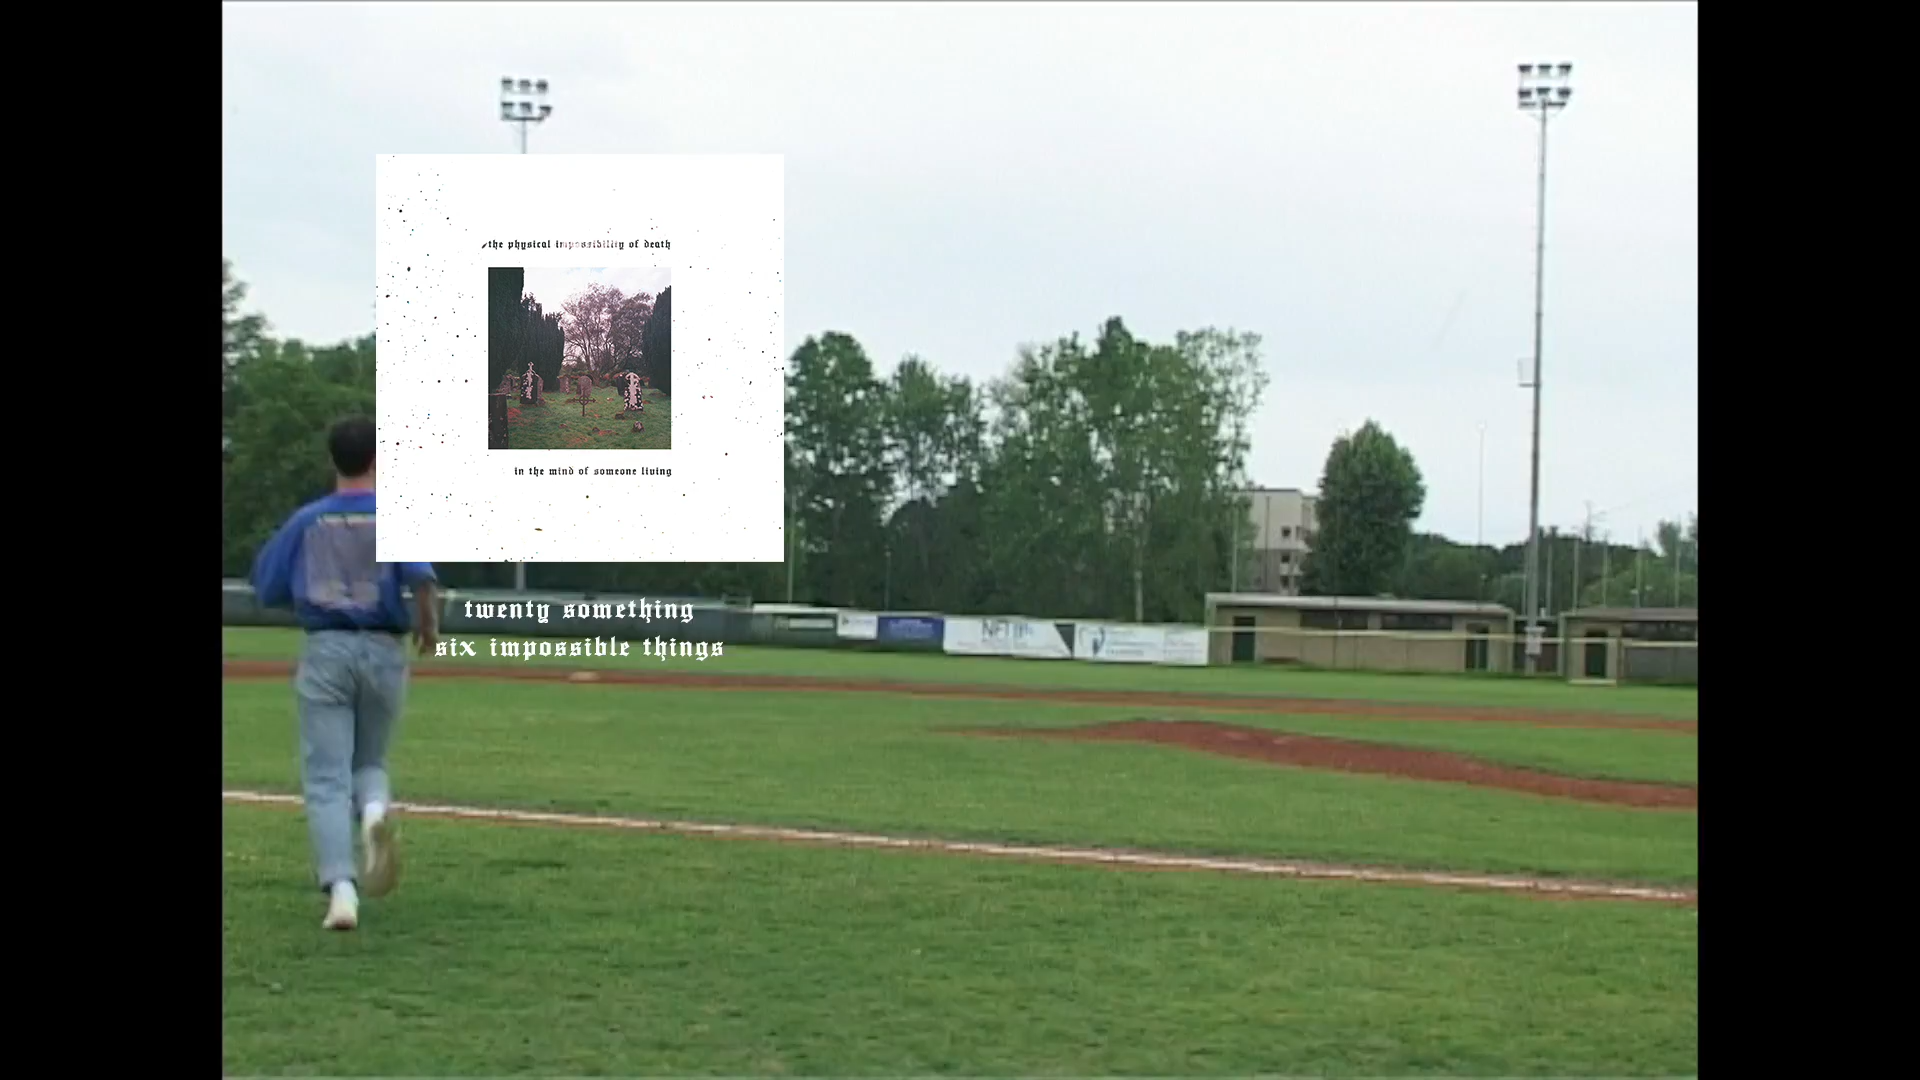 the physical impossibility of death
in the mind of someone living
twenty something
six impossible things